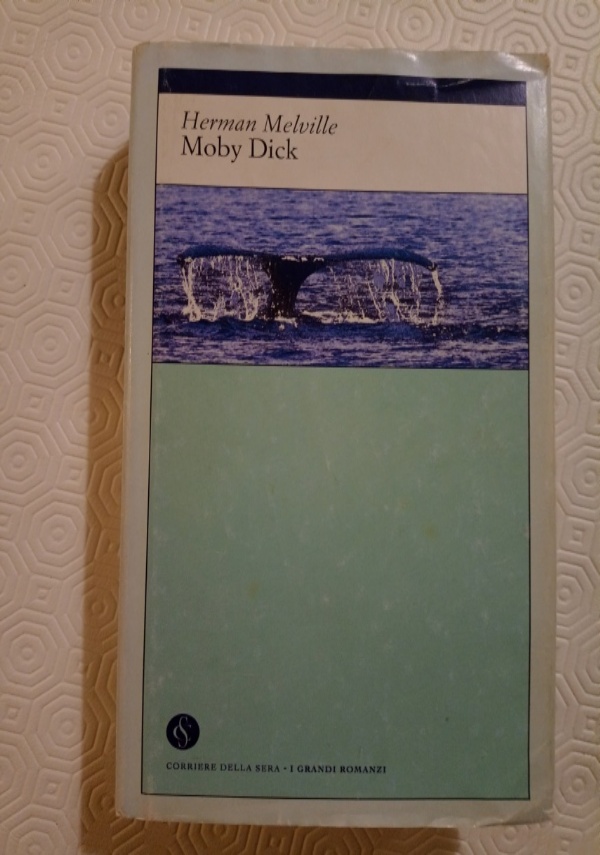 Herman Melville
Moby Dick
CORRIERE DELLA SERA - I GRANDI ROMANZI